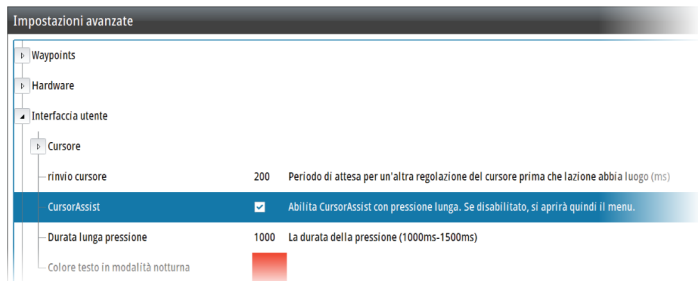 Impostazioni avanzate
Waypoints
Hardware
Interfaccia utente
Cursore
rinvio cursore 200 Periodo di attesa per un'altra regolazione del cursore prima che lazione abbia luogo (ms)
CursorAssist Abilita CursorAssist con pressione lunga. Se disabilitato, si aprirà quindi il menu.
Durata lunga pressione 1000 La durata della pressione (1000ms-1500ms)
Colore testo in modalità notturna